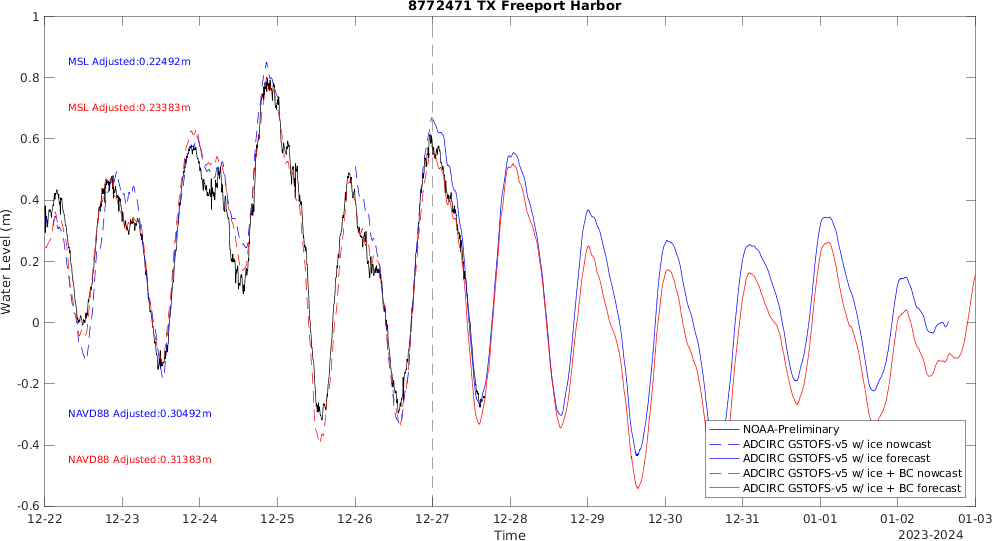 8772471 TX Freeport Harbor
1
0.8
0.6
0.4
0.2
0
-0.2
-0.4
-0.6
Water Level (m)
MSL Adjusted:0.22492m
MSL Adjusted:0.23383m
NAVD88 Adjusted:0.30492m
NAVD88 Adjusted:0.31383m
NOAA-Preliminary
ADCIRC GSTOFS-v5 w/ ice nowcast
ADCIRC GSTOFS-v5 w/ ice forecast
ADCIRC GSTOFS-v5 w/ ice + BC nowcast
ADCIRC GSTOFS-v5 w/ ice + BC forecast
12-22 12-23 12-24 12-25 12-26 12-27 12-28 12-29 12-30 12-31 01-01 01-02 01-03
Time
2023-2024